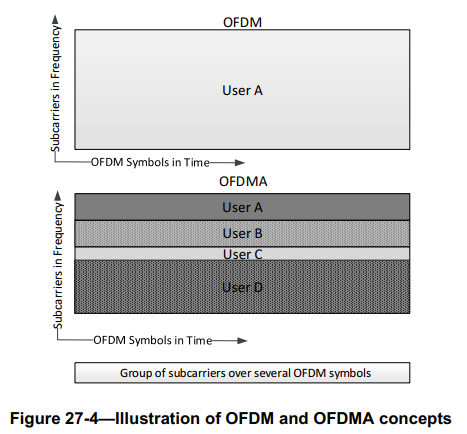 OFDM
Subcarriers in Frequency
User A
OFDM Symbols in Time
OFDMA
Subcarriers in Frequency
User A
User B
User C
User D
OFDM Symbols in Time
Group of subcarriers over several OFDM symbols
Figure 27-4—Illustration of OFDM and OFDMA concepts